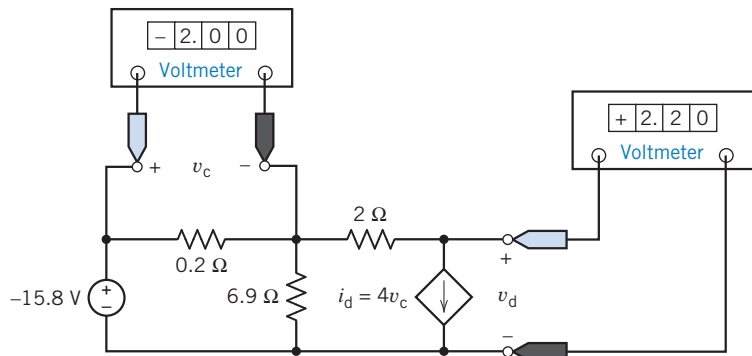 − 2. 0 0
Voltmeter
+ 2. 2 0
Voltmeter
+ vc −
2 Ω
0.2 Ω
+
−15.8 V
+
−
6.9 Ω
id = 4vc
vd
−